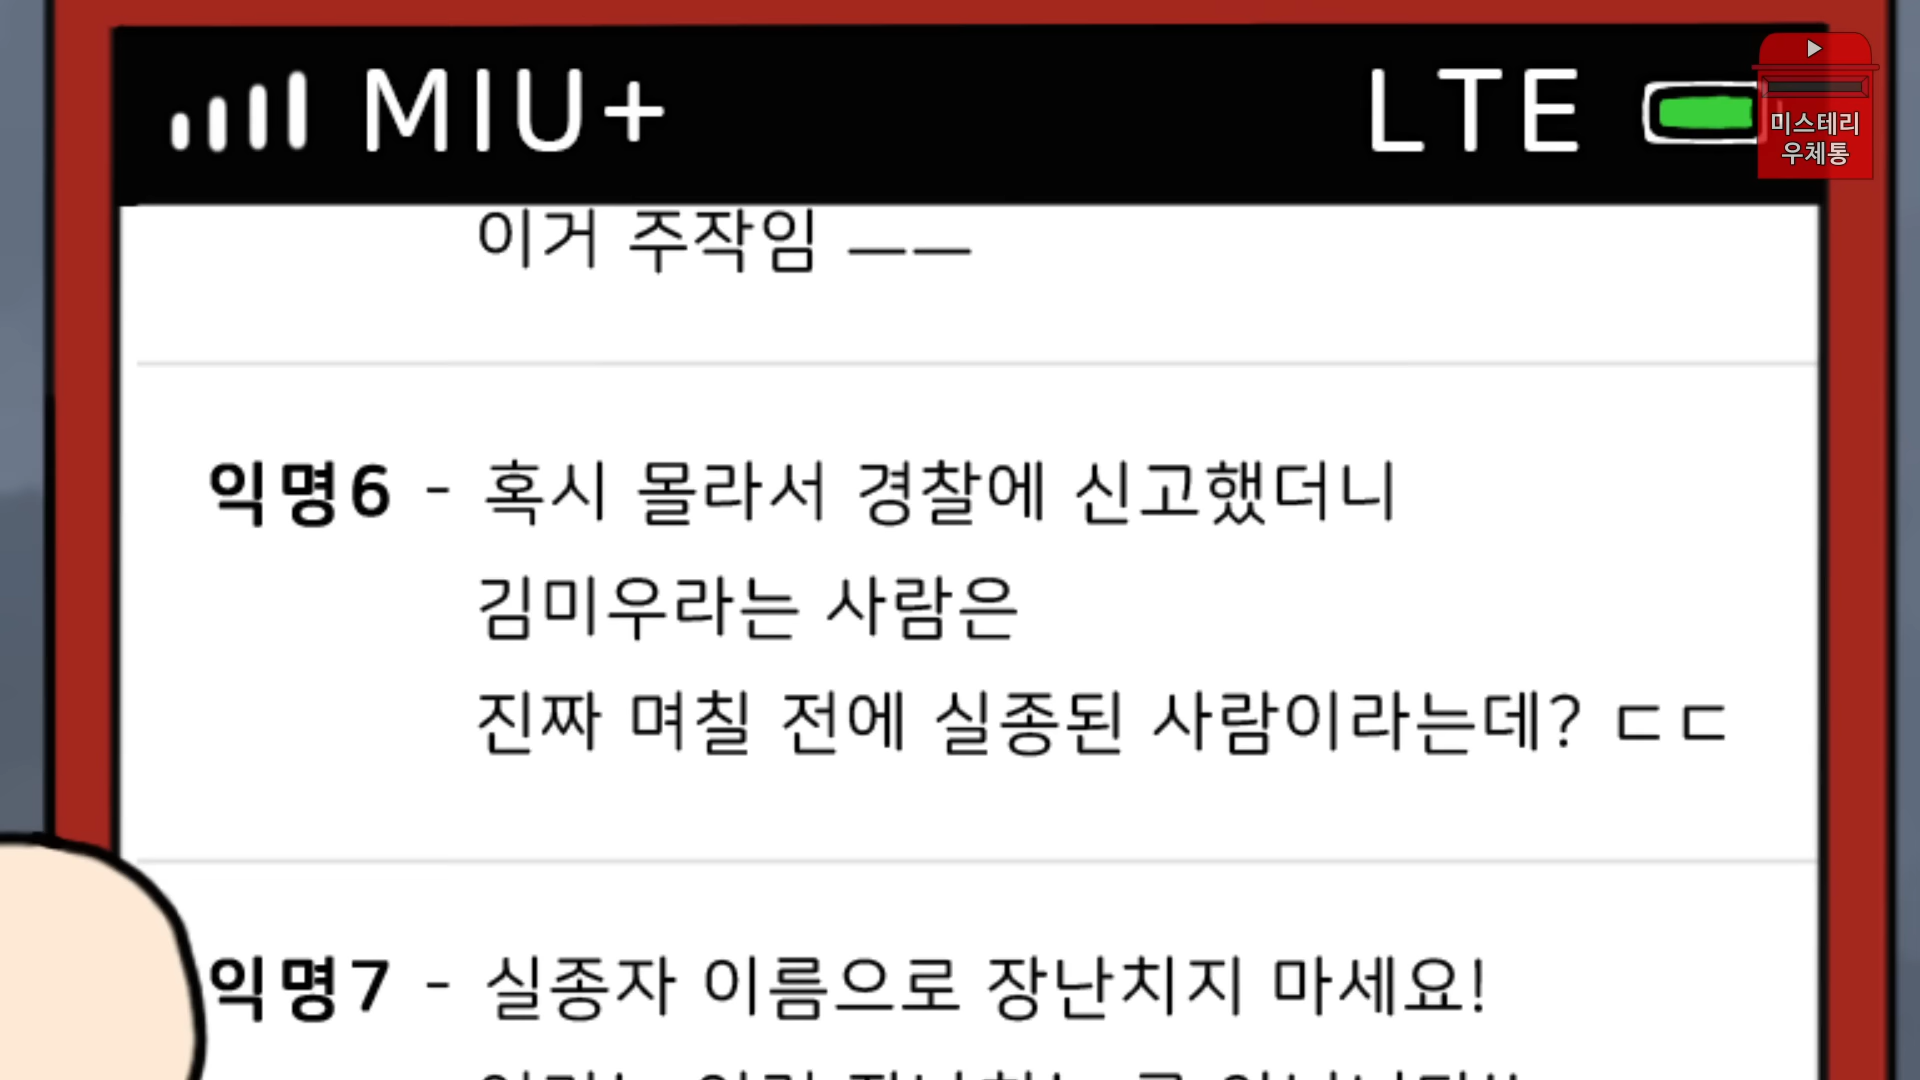 MIU+ LTE
미스테리
우체통
이거 주작임 ㅡㅡ
익명6 - 혹시 몰라서 경찰에 신고했더니
김미우라는 사람은
진짜 며칠 전에 실종된 사람이라는데? ㄷㄷ
익명7 - 실종자 이름으로 장난치지 마세요!